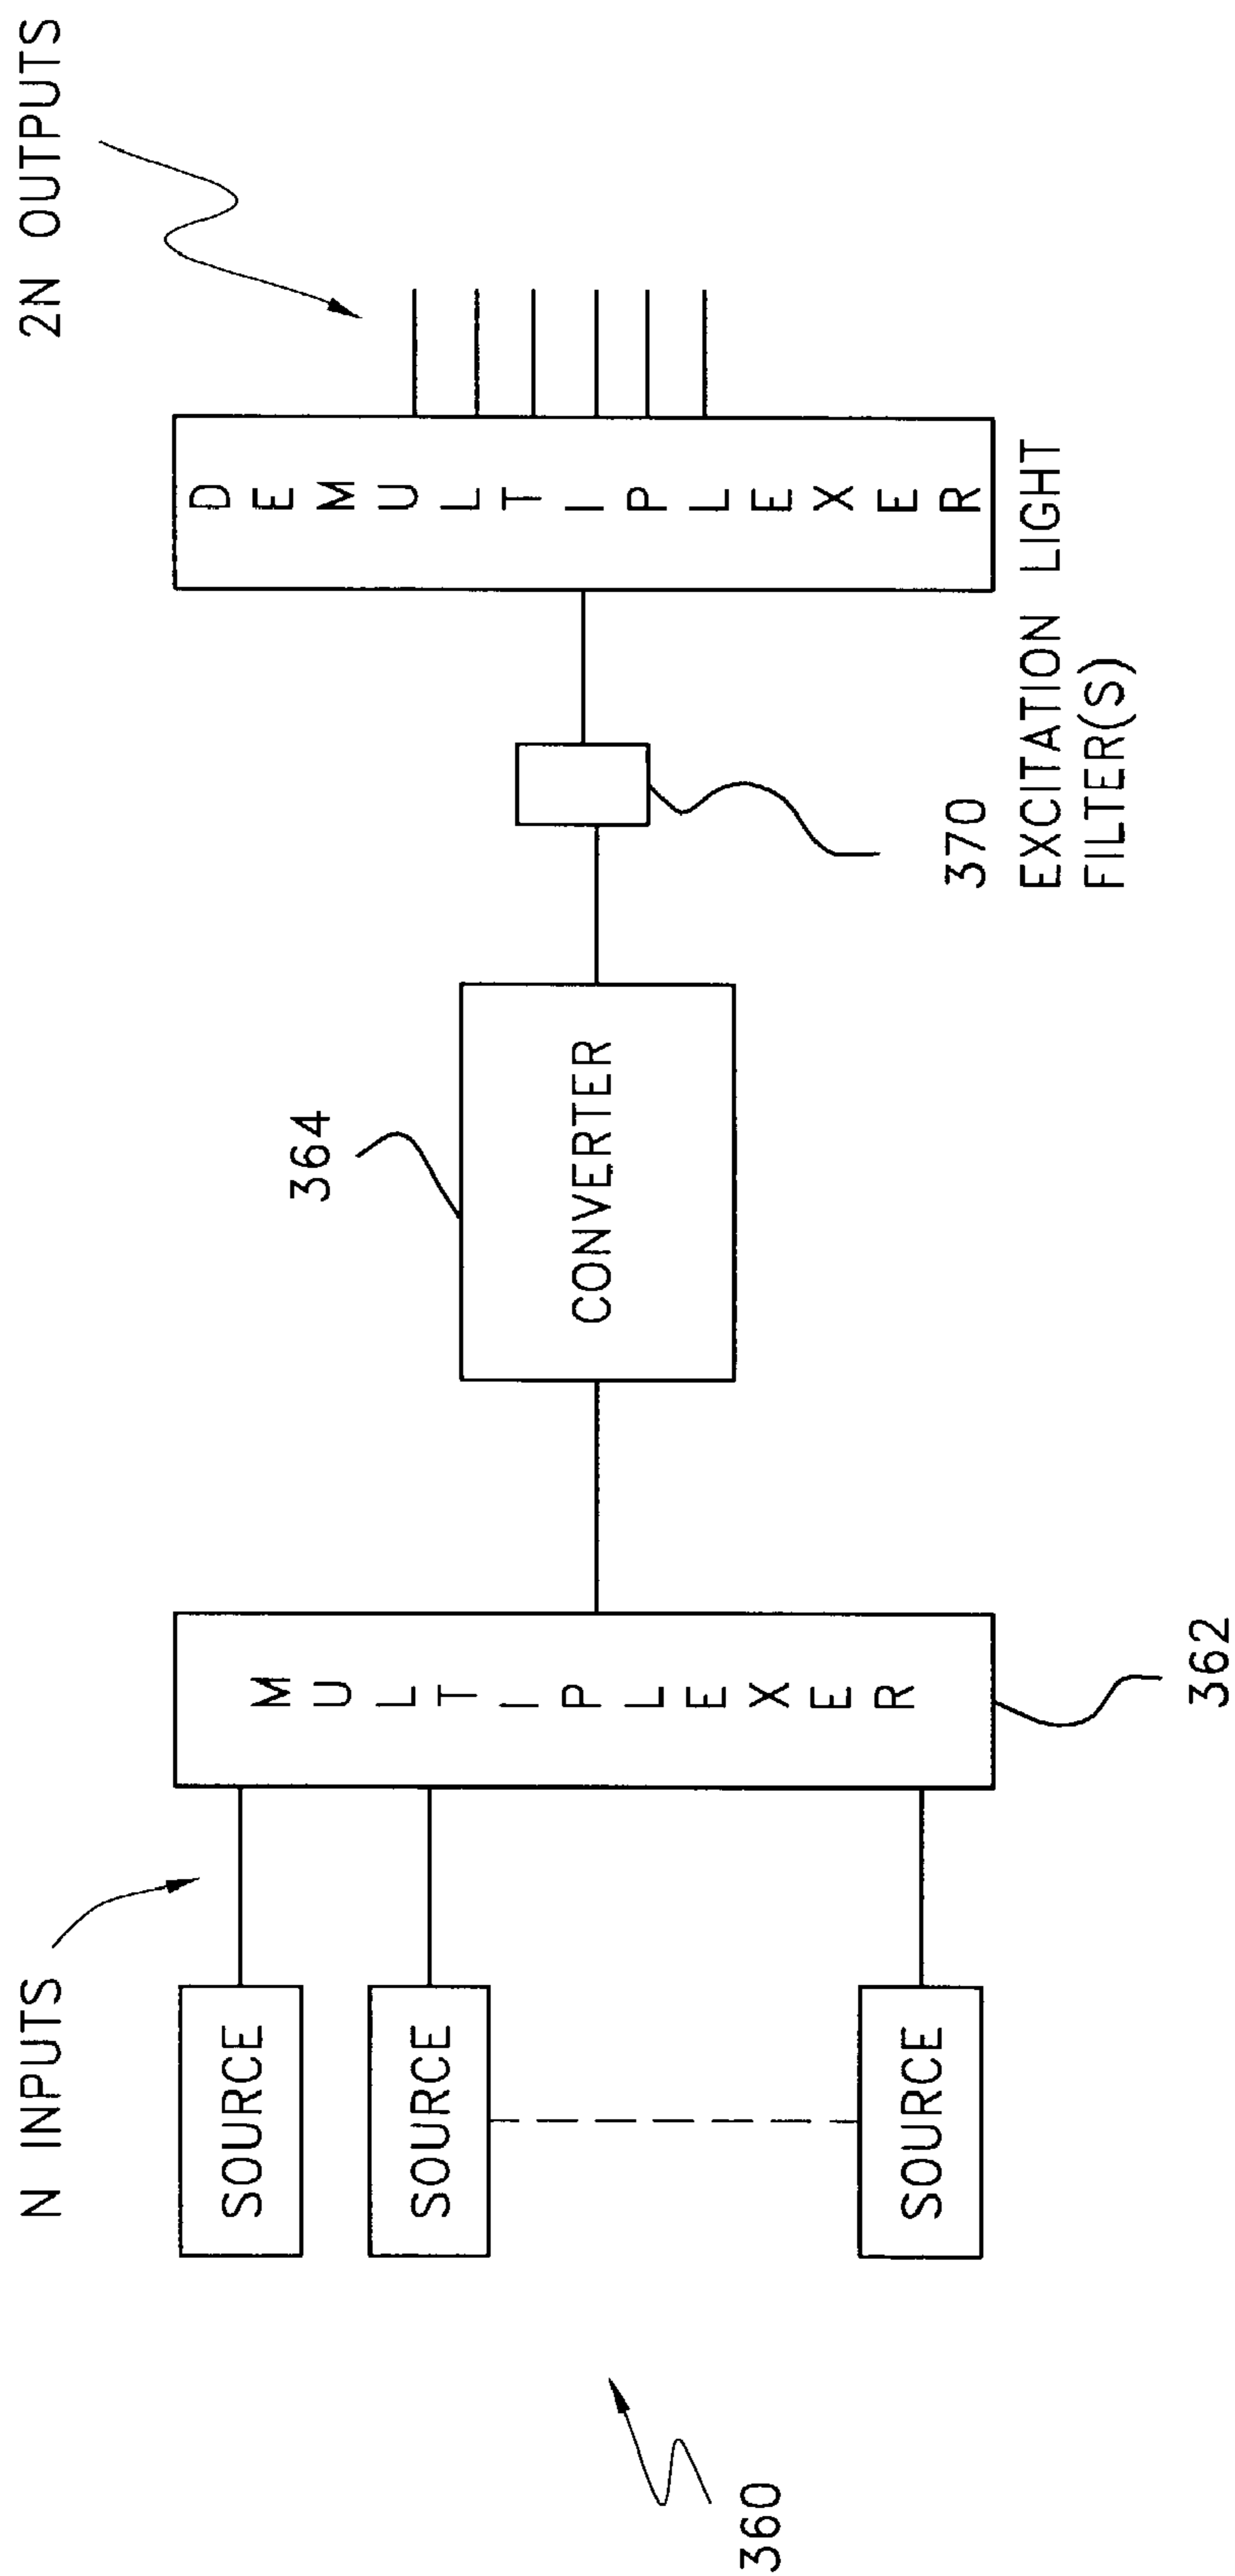 N INPUTS
2N OUTPUTS
SOURCE
SOURCE
SOURCE
MULTIPLEXER
364
CONVERTER
DEMULTIPLEXER
370
EXCITATION LIGHT
FILTER(S)
362
360